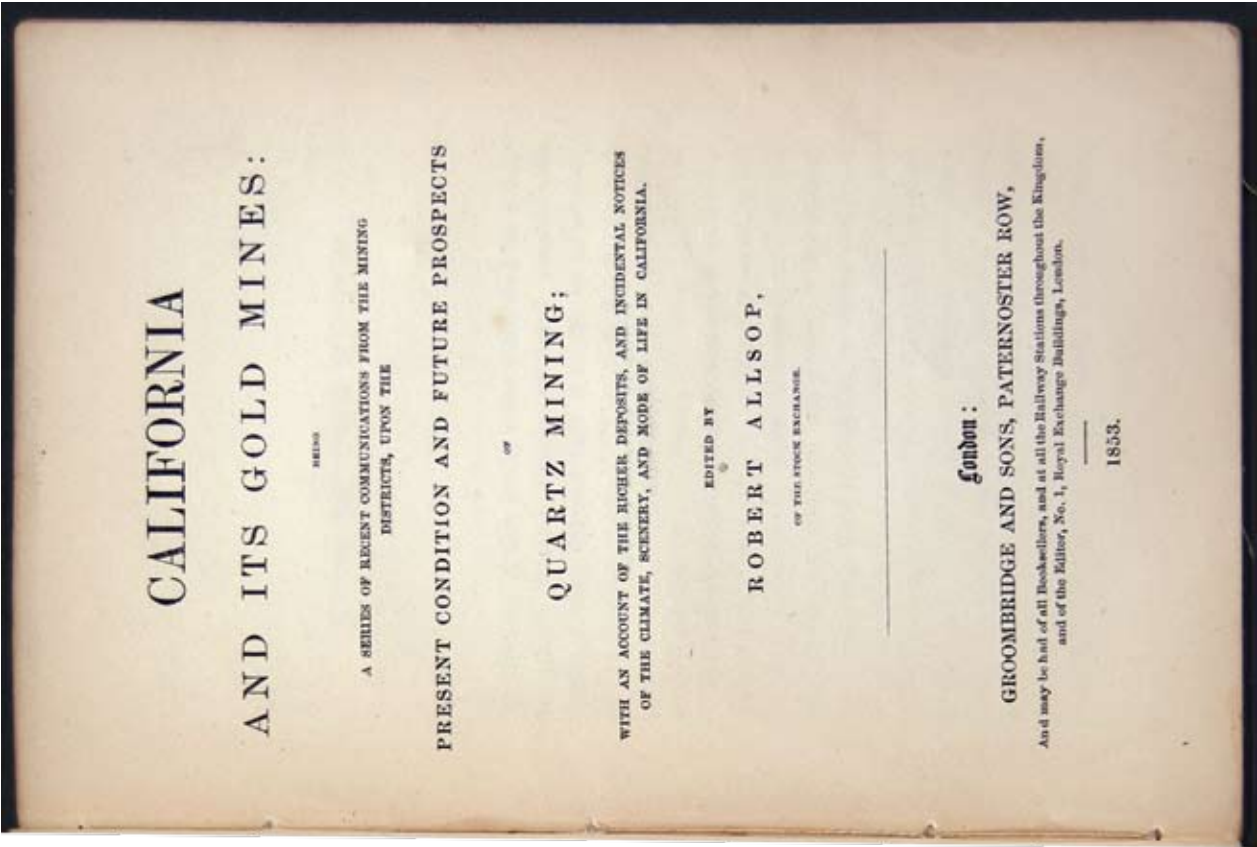 CALIFORNIA
AND ITS GOLD MINES:
BEING
A SERIES OF RECENT COMMUNICATIONS FROM THE MINING
DISTRICTS, UPON THE
PRESENT CONDITION AND FUTURE PROSPECTS
OF
QUARTZ MINING;
WITH AN ACCOUNT OF THE RICHER DEPOSITS, AND INCIDENTAL NOTICES
OF THE CLIMATE, SCENERY, AND MODE OF LIFE IN CALIFORNIA.
EDITED BY
ROBERT ALLSOP,
OF THE STOCK EXCHANGE.
London:
GROOMBRIDGE AND SONS, PATERNOSTER ROW,
And may be had of all Booksellers, and at all the Railway Stations throughout the Kingdom,
and of the Editor, No. 1, Royal Exchange Buildings, London.
1853.